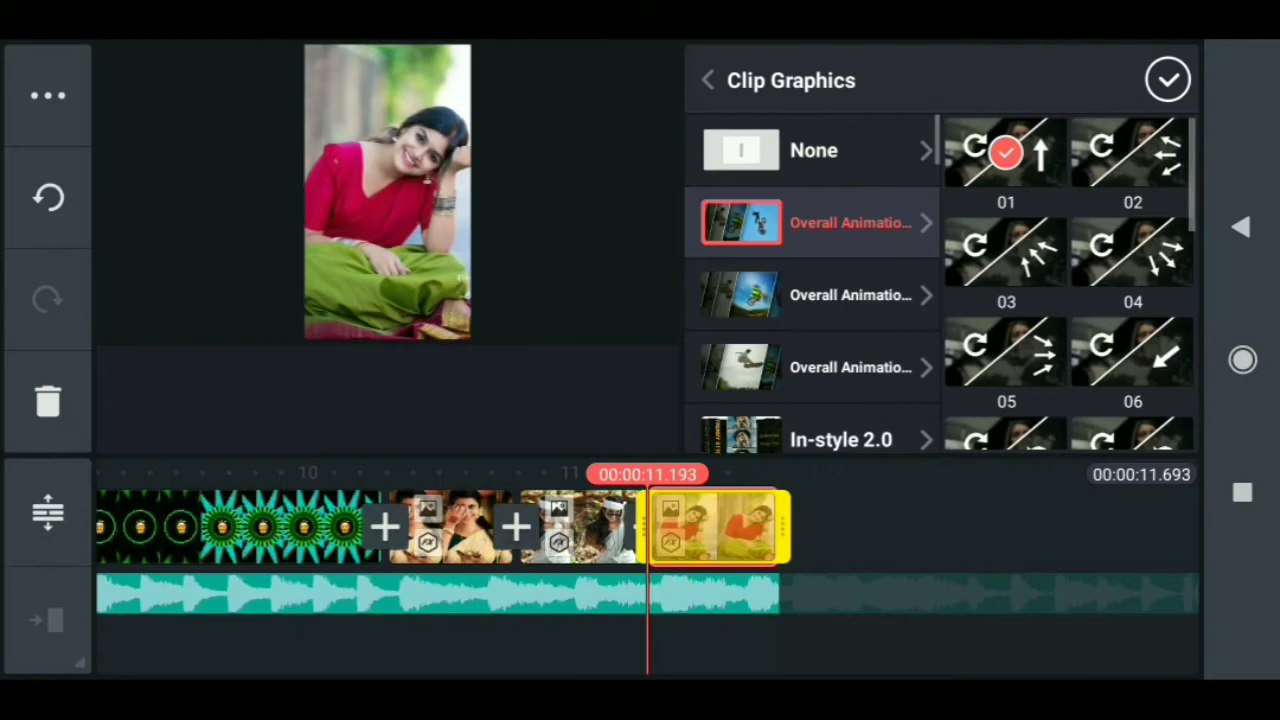 Clip Graphics
None
Overall Animatio...
Overall Animatio...
Overall Animatio...
In-style 2.0
01
02
03
04
05
06
10
11
00:00:11.193
00:00:11.693